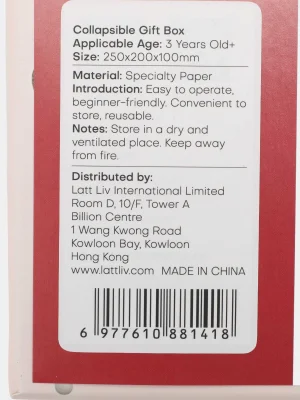 Collapsible Gift Box
Applicable Age: 3 Years Old+
Size: 250x200x100mm
Material: Specialty Paper
Introduction: Easy to operate,
beginner-friendly. Convenient to
store, reusable.
Notes: Store in a dry and
ventilated place. Keep away
from fire.
Distributed by:
Latt Liv International Limited
Room D, 10/F, Tower A
Billion Centre
1 Wang Kwong Road
Kowloon Bay, Kowloon
Hong Kong
www.lattliv.com MADE IN CHINA
6 977610 881418